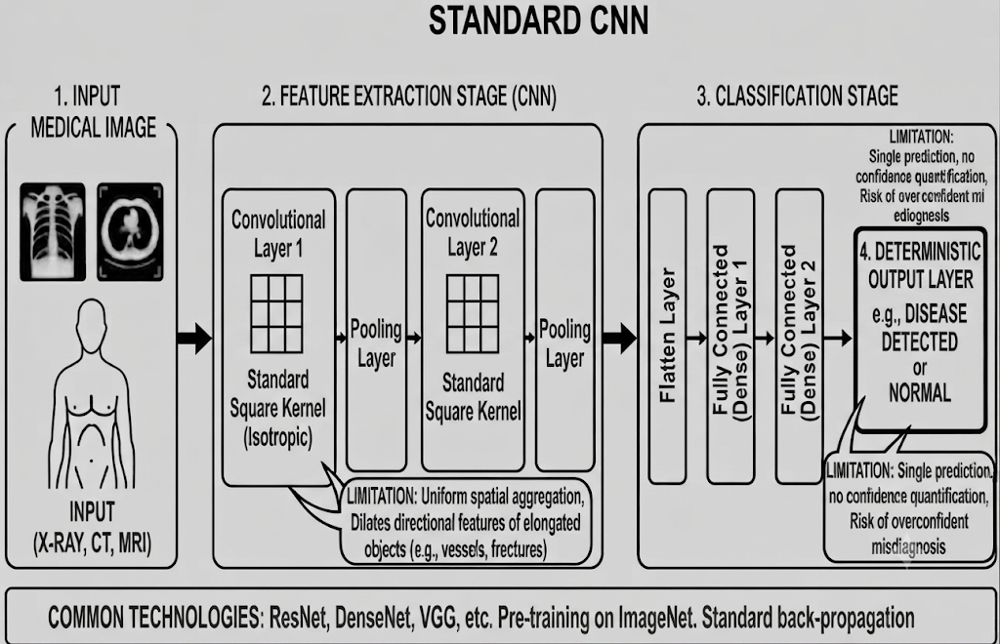 STANDARD CNN
1. INPUT
MEDICAL IMAGE
INPUT
(X-RAY, CT, MRI)
2. FEATURE EXTRACTION STAGE (CNN)
Convolutional
Layer 1
Standard
Square Kernel
(Isotropic)
Pooling
Layer
Convolutional
Layer 2
Standard
Square Kernel
Pooling
Layer
LIMITATION: Uniform spatial aggregation,
Dilates directional features of elongated
objects (e.g., vessels, frectures)
3. CLASSIFICATION STAGE
Flatten Layer
Fully Connected
(Dense) Layer 1
Fully Connected
(Dense) Layer 2
LIMITATION:
Single prediction, no
confidance quantification,
Risk of overconfident mi
ediognesis
4. DETERMINISTIC
OUTPUT LAYER
e.g., DISEASE
DETECTED
or
NORMAL
LIMITATION: Single prediction,
no confidence quantification,
Risk of overconfident
misdiagnosis
COMMON TECHNOLOGIES: ResNet, DenseNet, VGG, etc. Pre-training on ImageNet. Standard back-propagation